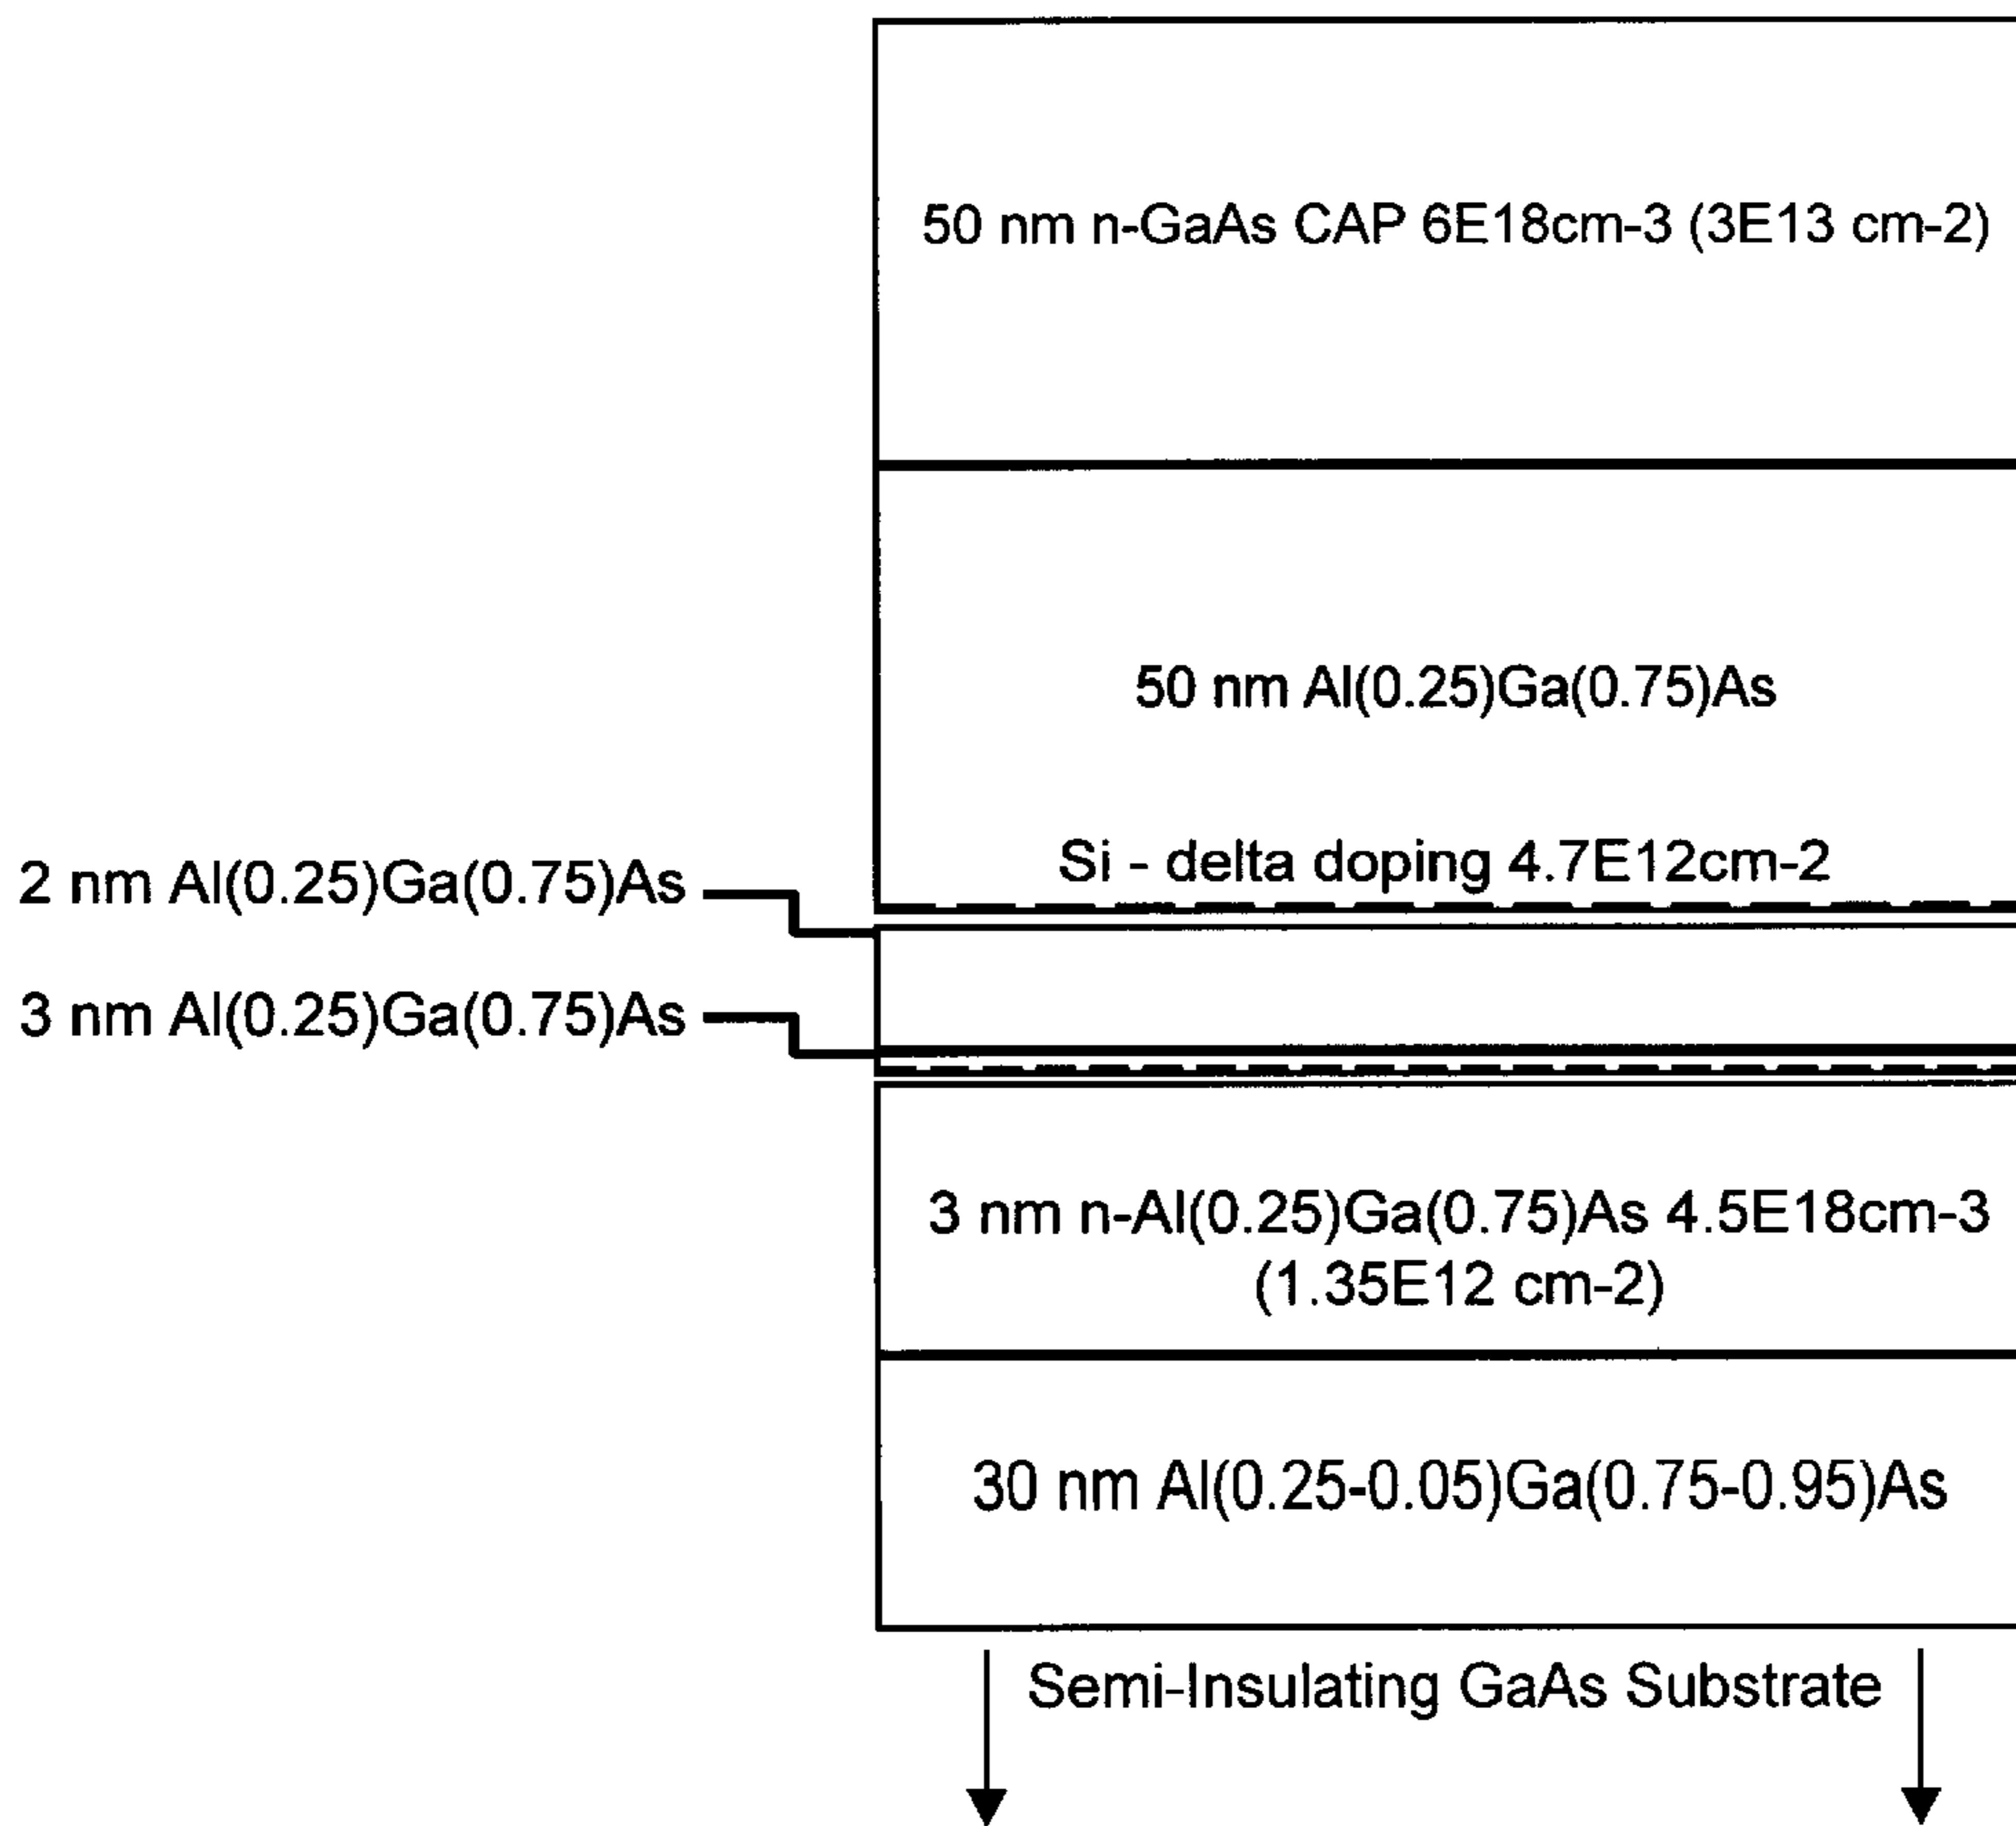 50 nm n-GaAs CAP 6E18cm-3 (3E13 cm-2)
50 nm Al(0.25)Ga(0.75)As
Si - delta doping 4.7E12cm-2
2 nm Al(0.25)Ga(0.75)As
3 nm Al(0.25)Ga(0.75)As
3 nm n-Al(0.25)Ga(0.75)As 4.5E18cm-3
(1.35E12 cm-2)
30 nm Al(0.25-0.05)Ga(0.75-0.95)As
Semi-Insulating GaAs Substrate